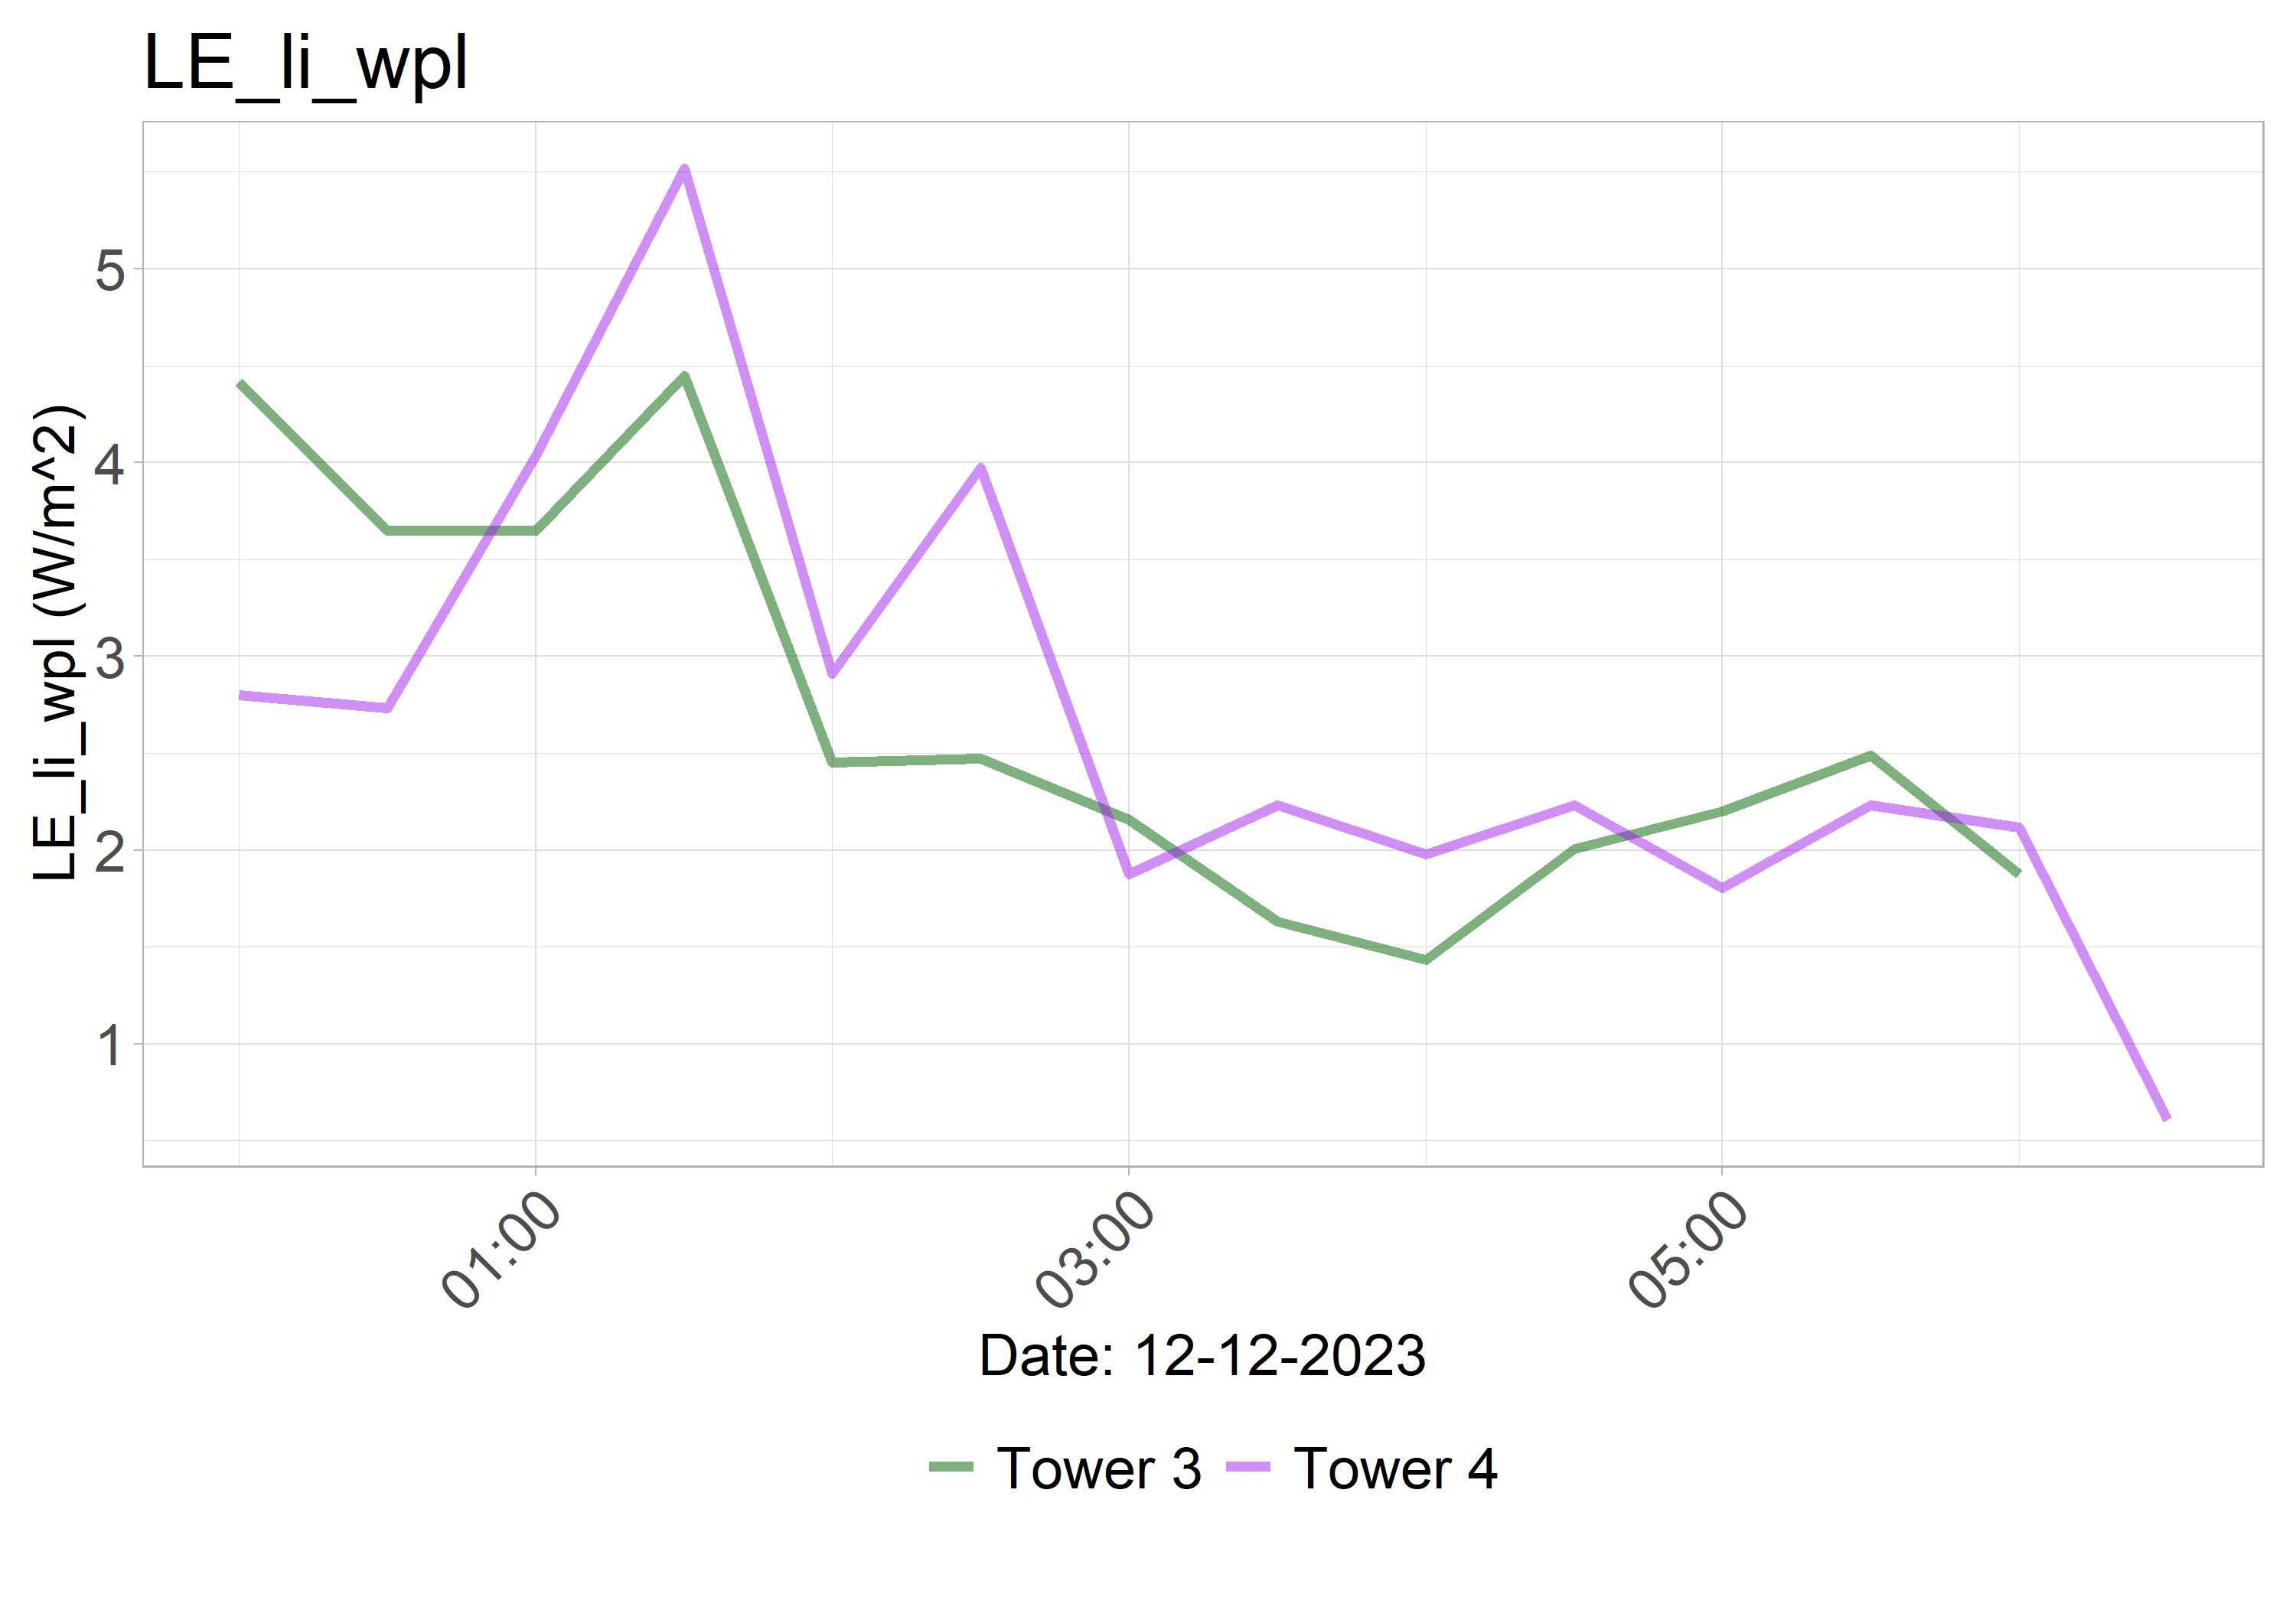 LE_li_wpl
LE_li_wpl (W/m^2)
5
4
3
2
1
01:00
03:00
05:00
Date: 12-12-2023
Tower 3
Tower 4